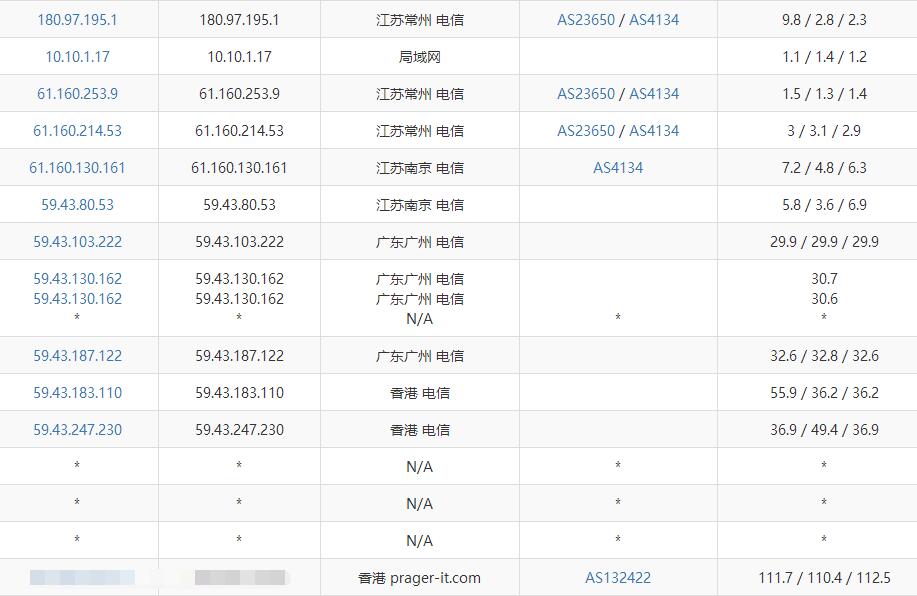 180.97.195.1 180.97.195.1 江苏常州 电信 AS23650 / AS4134 9.8 / 2.8 / 2.3
10.10.1.17 10.10.1.17 局域网 1.1 / 1.4 / 1.2
61.160.253.9 61.160.253.9 江苏常州 电信 AS23650 / AS4134 1.5 / 1.3 / 1.4
61.160.214.53 61.160.214.53 江苏常州 电信 AS23650 / AS4134 3 / 3.1 / 2.9
61.160.130.161 61.160.130.161 江苏南京 电信 AS4134 7.2 / 4.8 / 6.3
59.43.80.53 59.43.80.53 江苏南京 电信 5.8 / 3.6 / 6.9
59.43.103.222 59.43.103.222 广东广州 电信 29.9 / 29.9 / 29.9
59.43.130.162 59.43.130.162 广东广州 电信 30.7
59.43.130.162 59.43.130.162 广东广州 电信 30.6
* * N/A * *
59.43.187.122 59.43.187.122 广东广州 电信 32.6 / 32.8 / 32.6
59.43.183.110 59.43.183.110 香港 电信 55.9 / 36.2 / 36.2
59.43.247.230 59.43.247.230 香港 电信 36.9 / 49.4 / 36.9
* * N/A * *
* * N/A * *
* * N/A * *
香港 prager-it.com AS132422 111.7 / 110.4 / 112.5